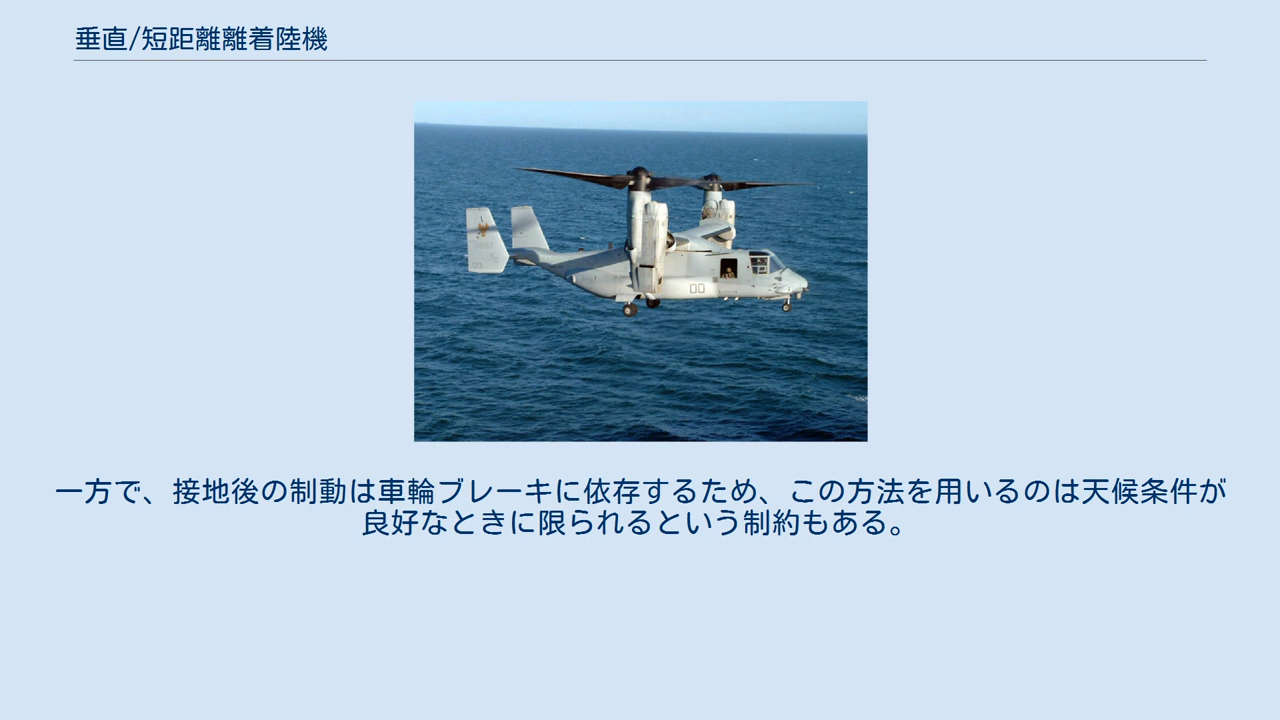 垂直/短距離離着陸機
00
一方で、接地後の制動は車輪ブレーキに依存するため、この方法を用いるのは天候条件が
良好なときに限られるという制約もある。